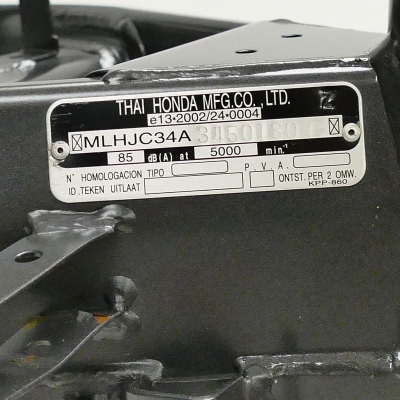 THAI HONDA MFG.CO.,LTD.
e13*2002/24*0004
MLHJC34A
85 dB(A) at 5000 min.⁻¹
N° HOMOLOGACION TIPO P.V.A.
ID.TEKEN UITLAAT ONTST. PER 2 OMW.
KPP-860